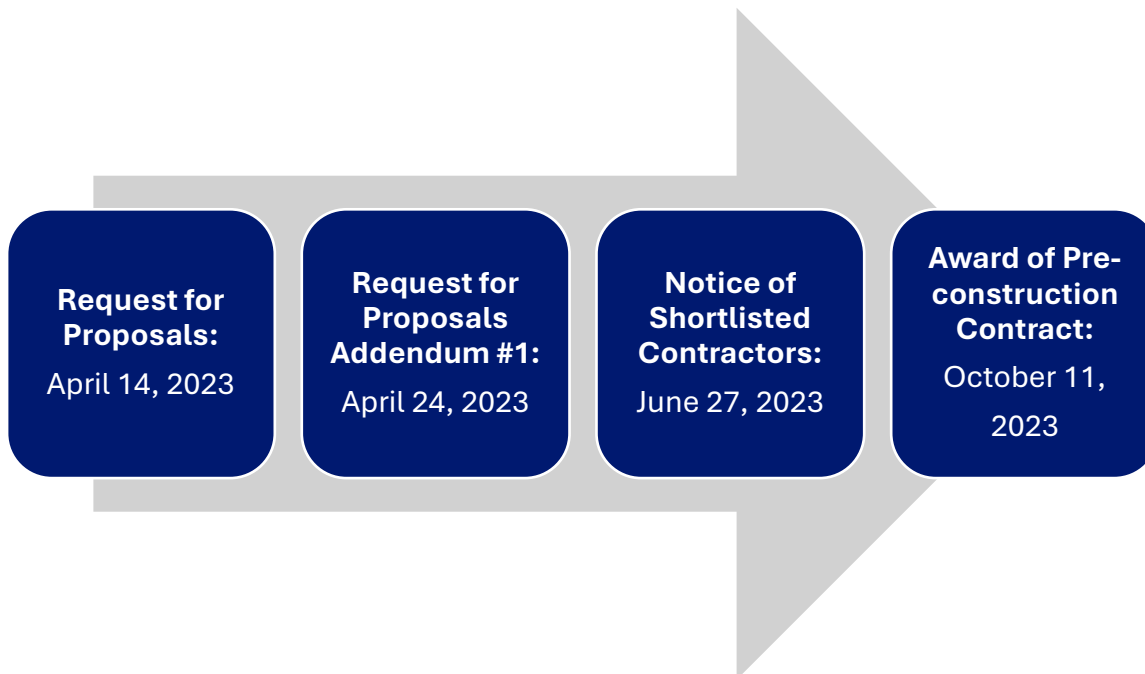 Request for
Proposals:
April 14, 2023
Request for
Proposals
Addendum #1:
April 24, 2023
Notice of
Shortlisted
Contractors:
June 27, 2023
Award of Pre-
construction
Contract:
October 11,
2023